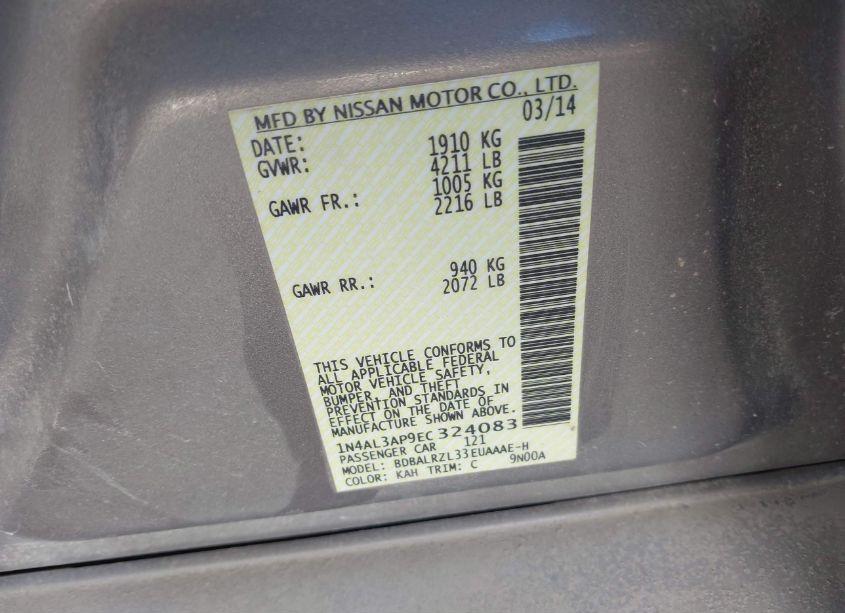 MFD BY NISSAN MOTOR CO., LTD.
DATE: 03/14
GVWR: 1910 KG
4211 LB
GAWR FR.: 1005 KG
2216 LB
GAWR RR.: 940 KG
2072 LB
THIS VEHICLE CONFORMS TO
ALL APPLICABLE FEDERAL
MOTOR VEHICLE SAFETY,
BUMPER, AND THEFT
PREVENTION STANDARDS IN
EFFECT ON THE DATE OF
MANUFACTURE SHOWN ABOVE.
1N4AL3AP9EC324083
PASSENGER CAR 121
MODEL: BDBALRZL33EUAAAE-H
COLOR: KAH TRIM: C 9N00A